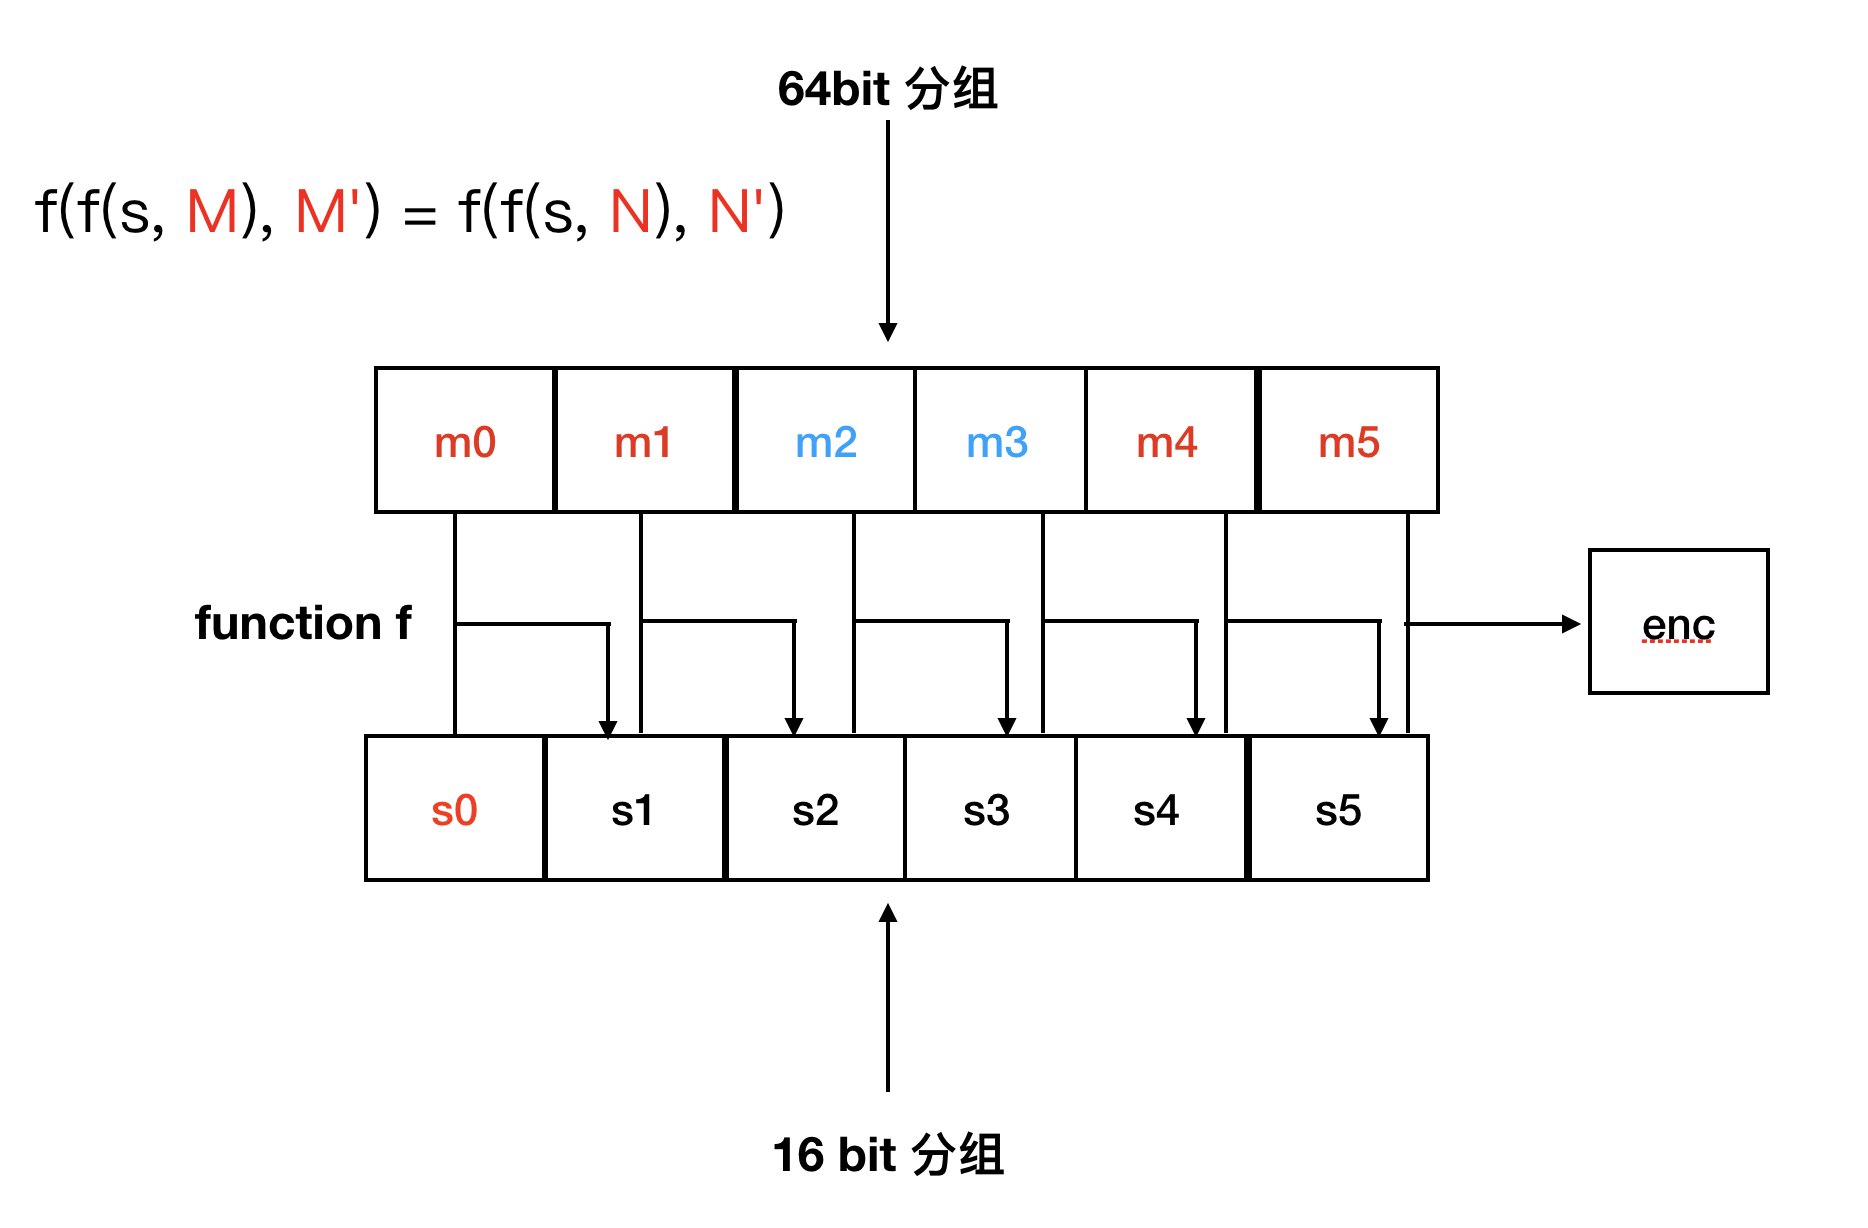 64bit 分组
f(f(s, M), M') = f(f(s, N), N')
m0 m1 m2 m3 m4 m5
function f
enc
s0 s1 s2 s3 s4 s5
16 bit 分组